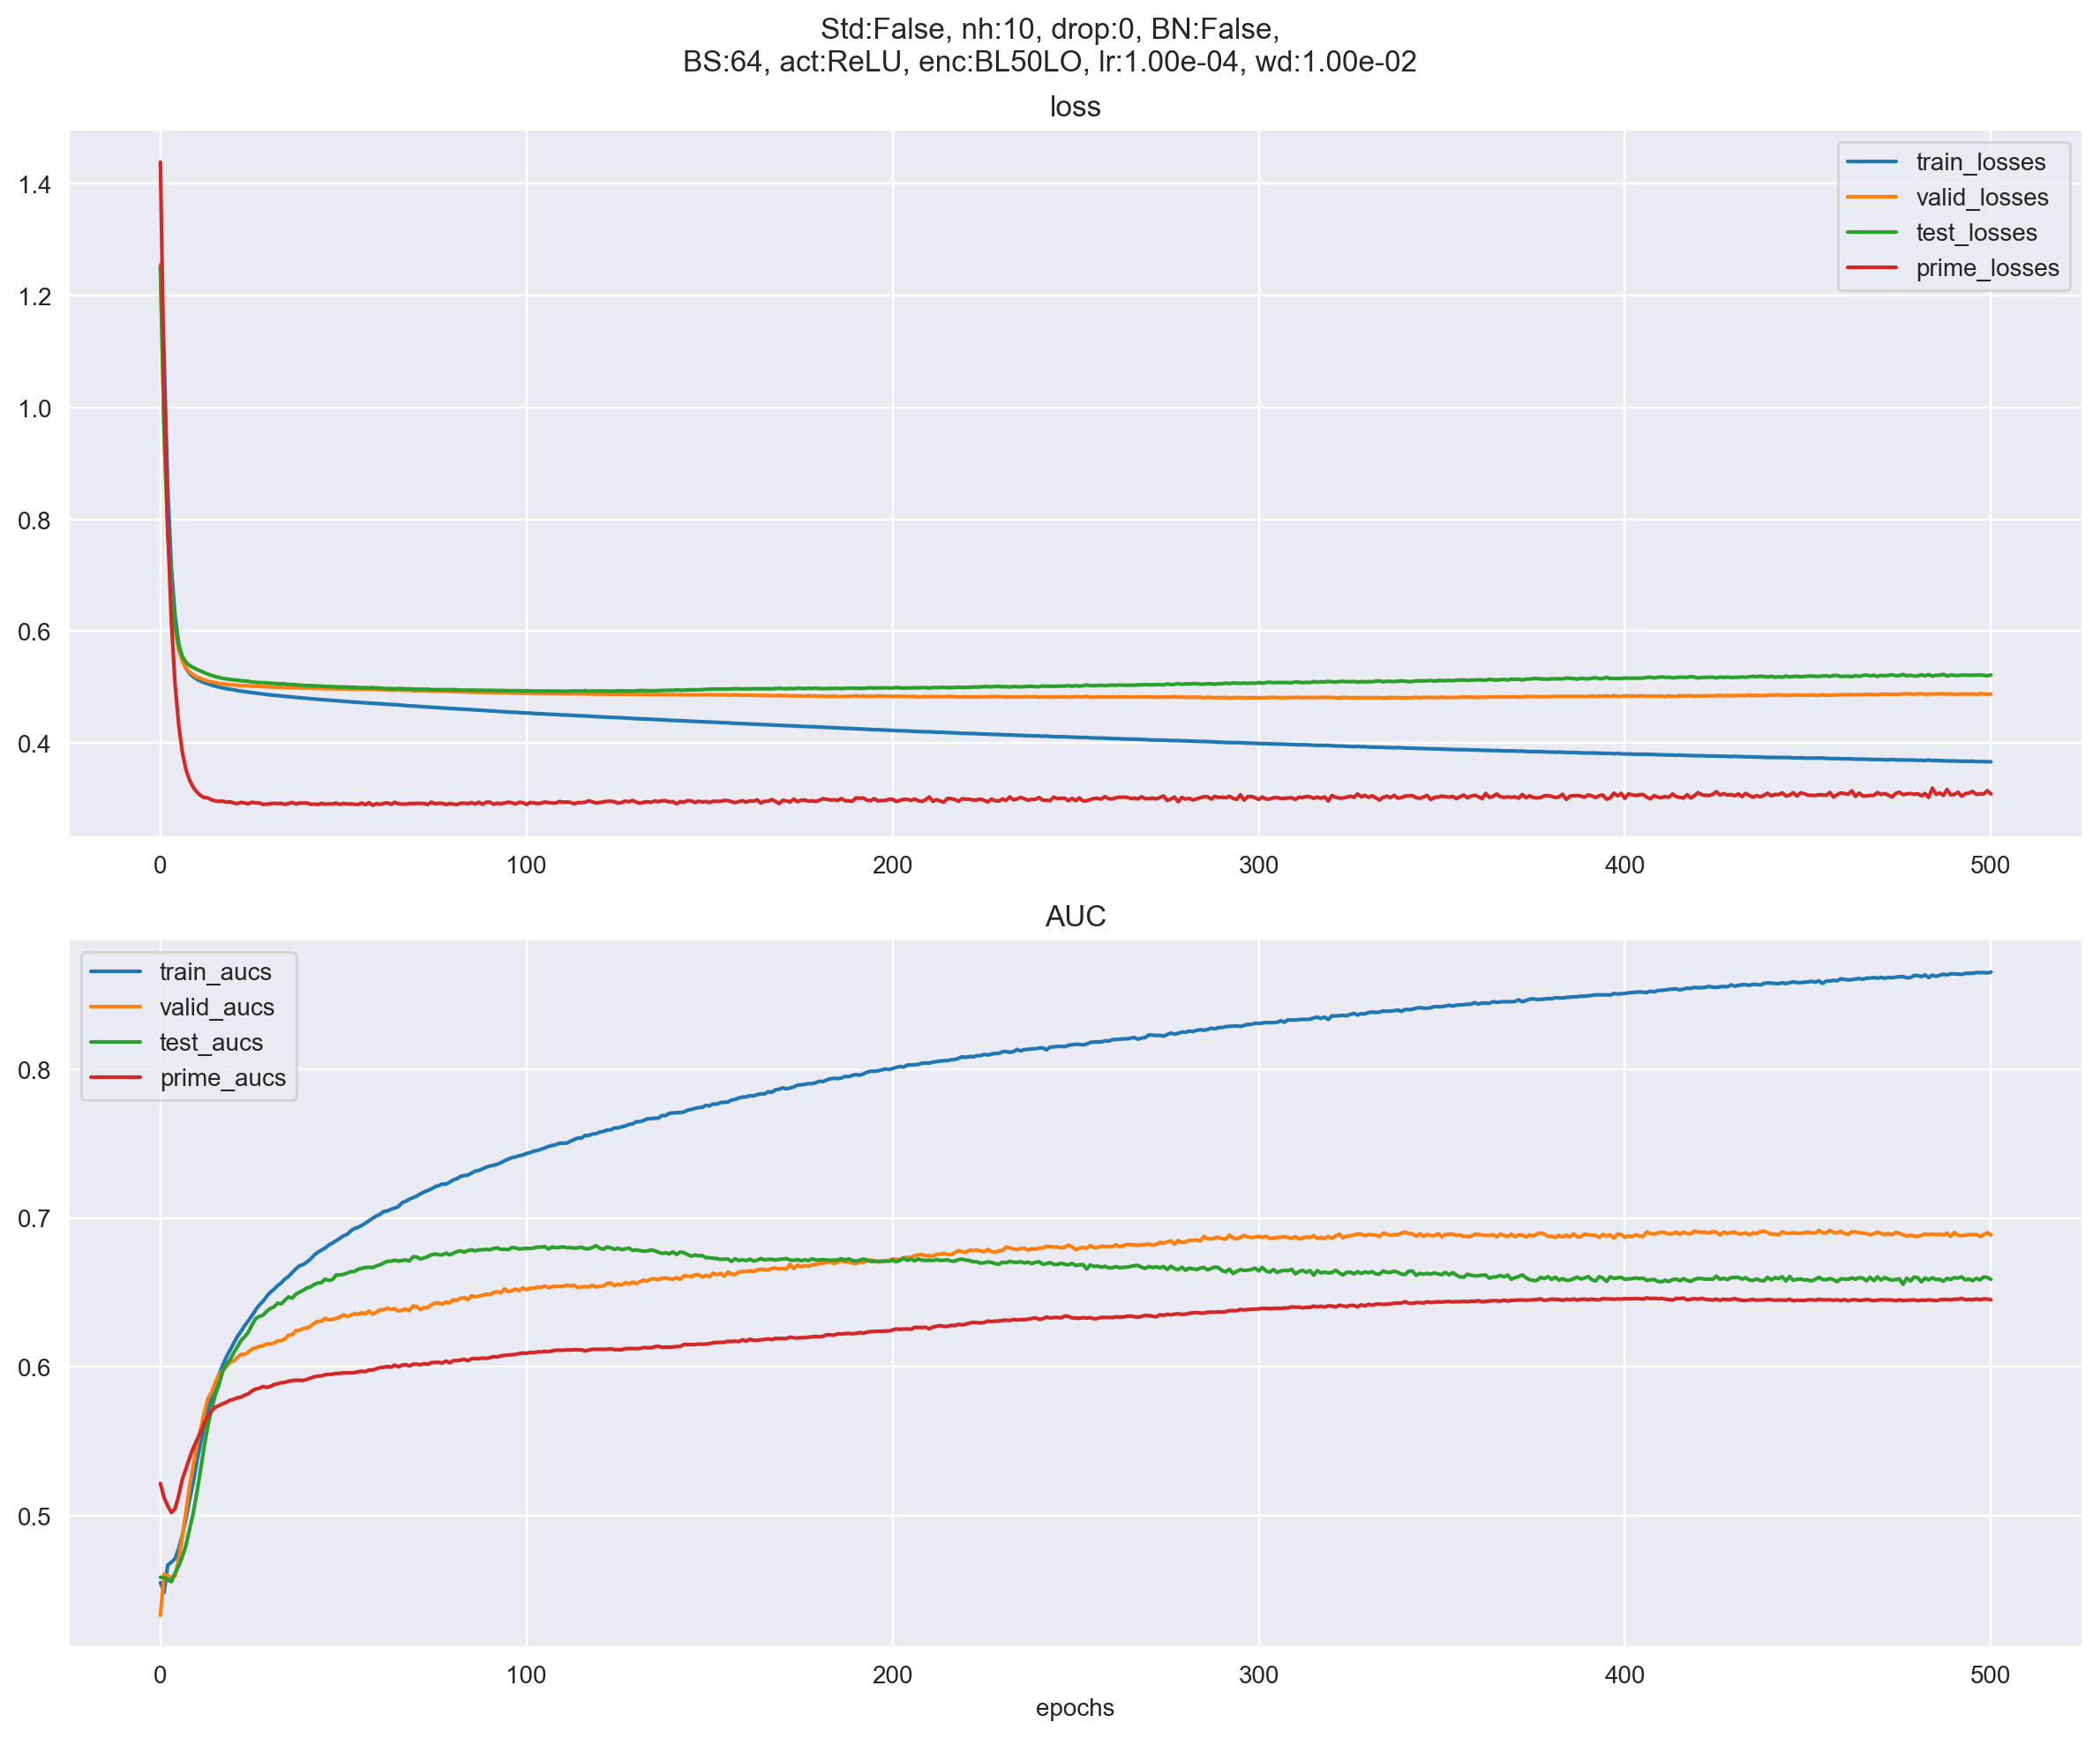 Std:False, nh:10, drop:0, BN:False,
BS:64, act:ReLU, enc:BL50LO, lr:1.00e-04, wd:1.00e-02
loss
train_losses
valid_losses
test_losses
prime_losses
1.4
1.2
1.0
0.8
0.6
0.4
0 100 200 300 400 500
AUC
train_aucs
valid_aucs
test_aucs
prime_aucs
0.8
0.7
0.6
0.5
0 100 200 300 400 500
epochs